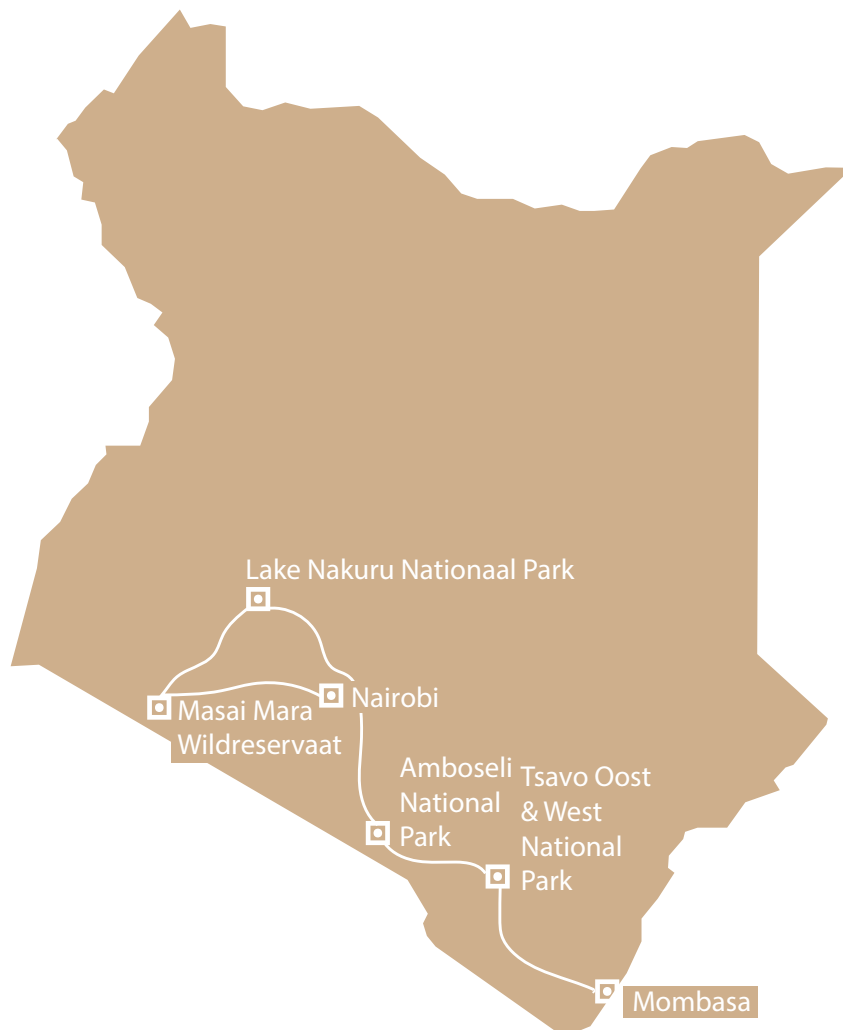 Lake Nakuru Nationaal Park
Nairobi
Masai Mara
Wildreservaat
Amboseli
National
Park
Tsavo Oost
& West
National
Park
Mombasa